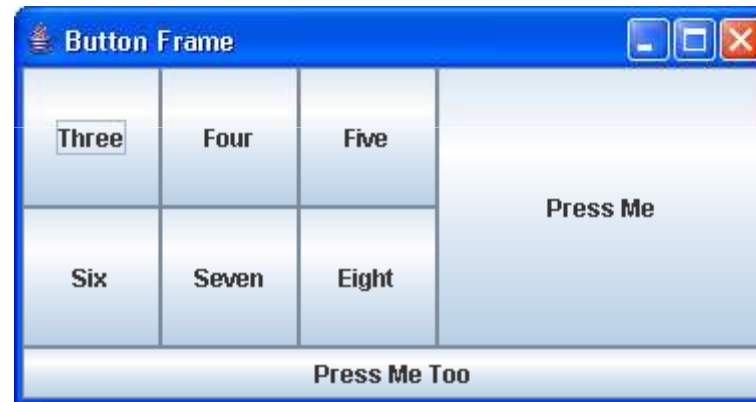 Button Frame
Three Four Five
Press Me
Six Seven Eight
Press Me Too